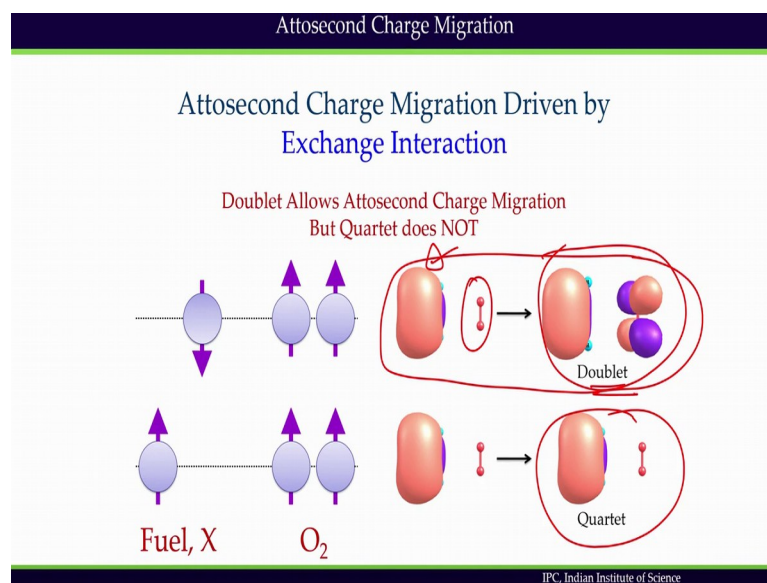 Attosecond Charge Migration
Attosecond Charge Migration Driven by
Exchange Interaction
Doublet Allows Attosecond Charge Migration
But Quartet does NOT
Doublet
Quartet
Fuel, X
O₂
IPC, Indian Institute of Science